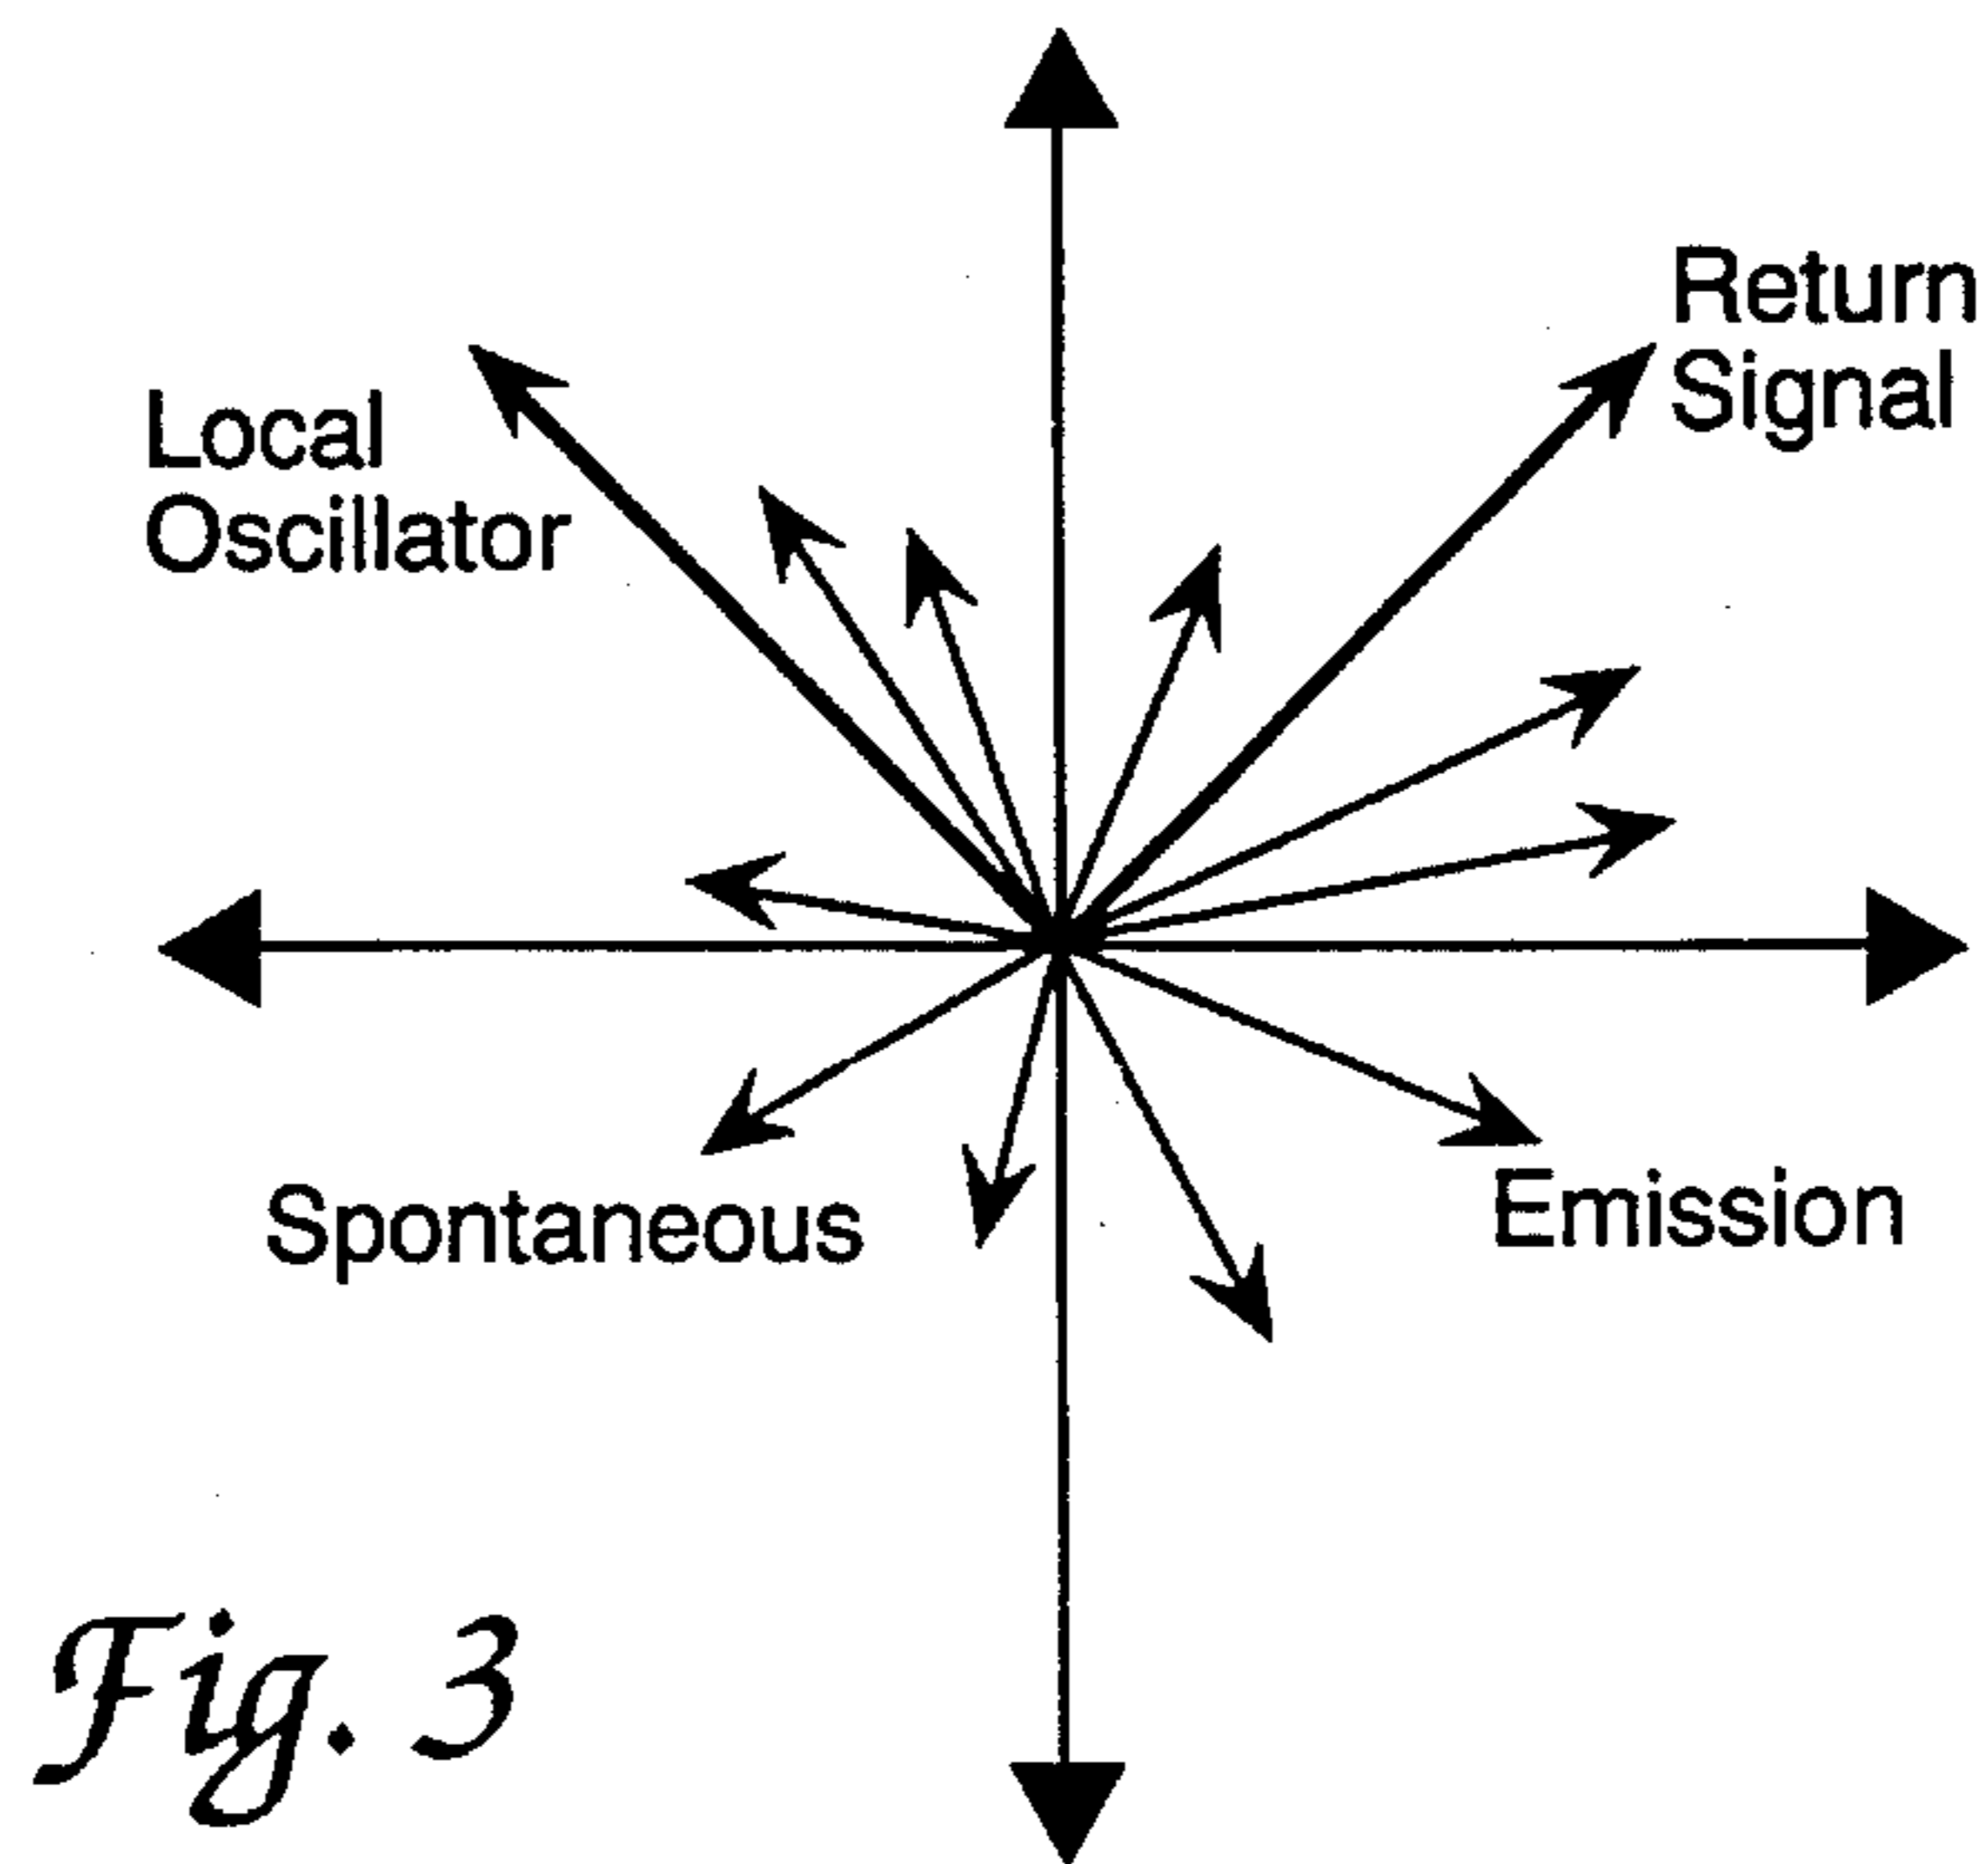 Return
Signal
Local
Oscillator
Spontaneous
Emission
Fig. 3